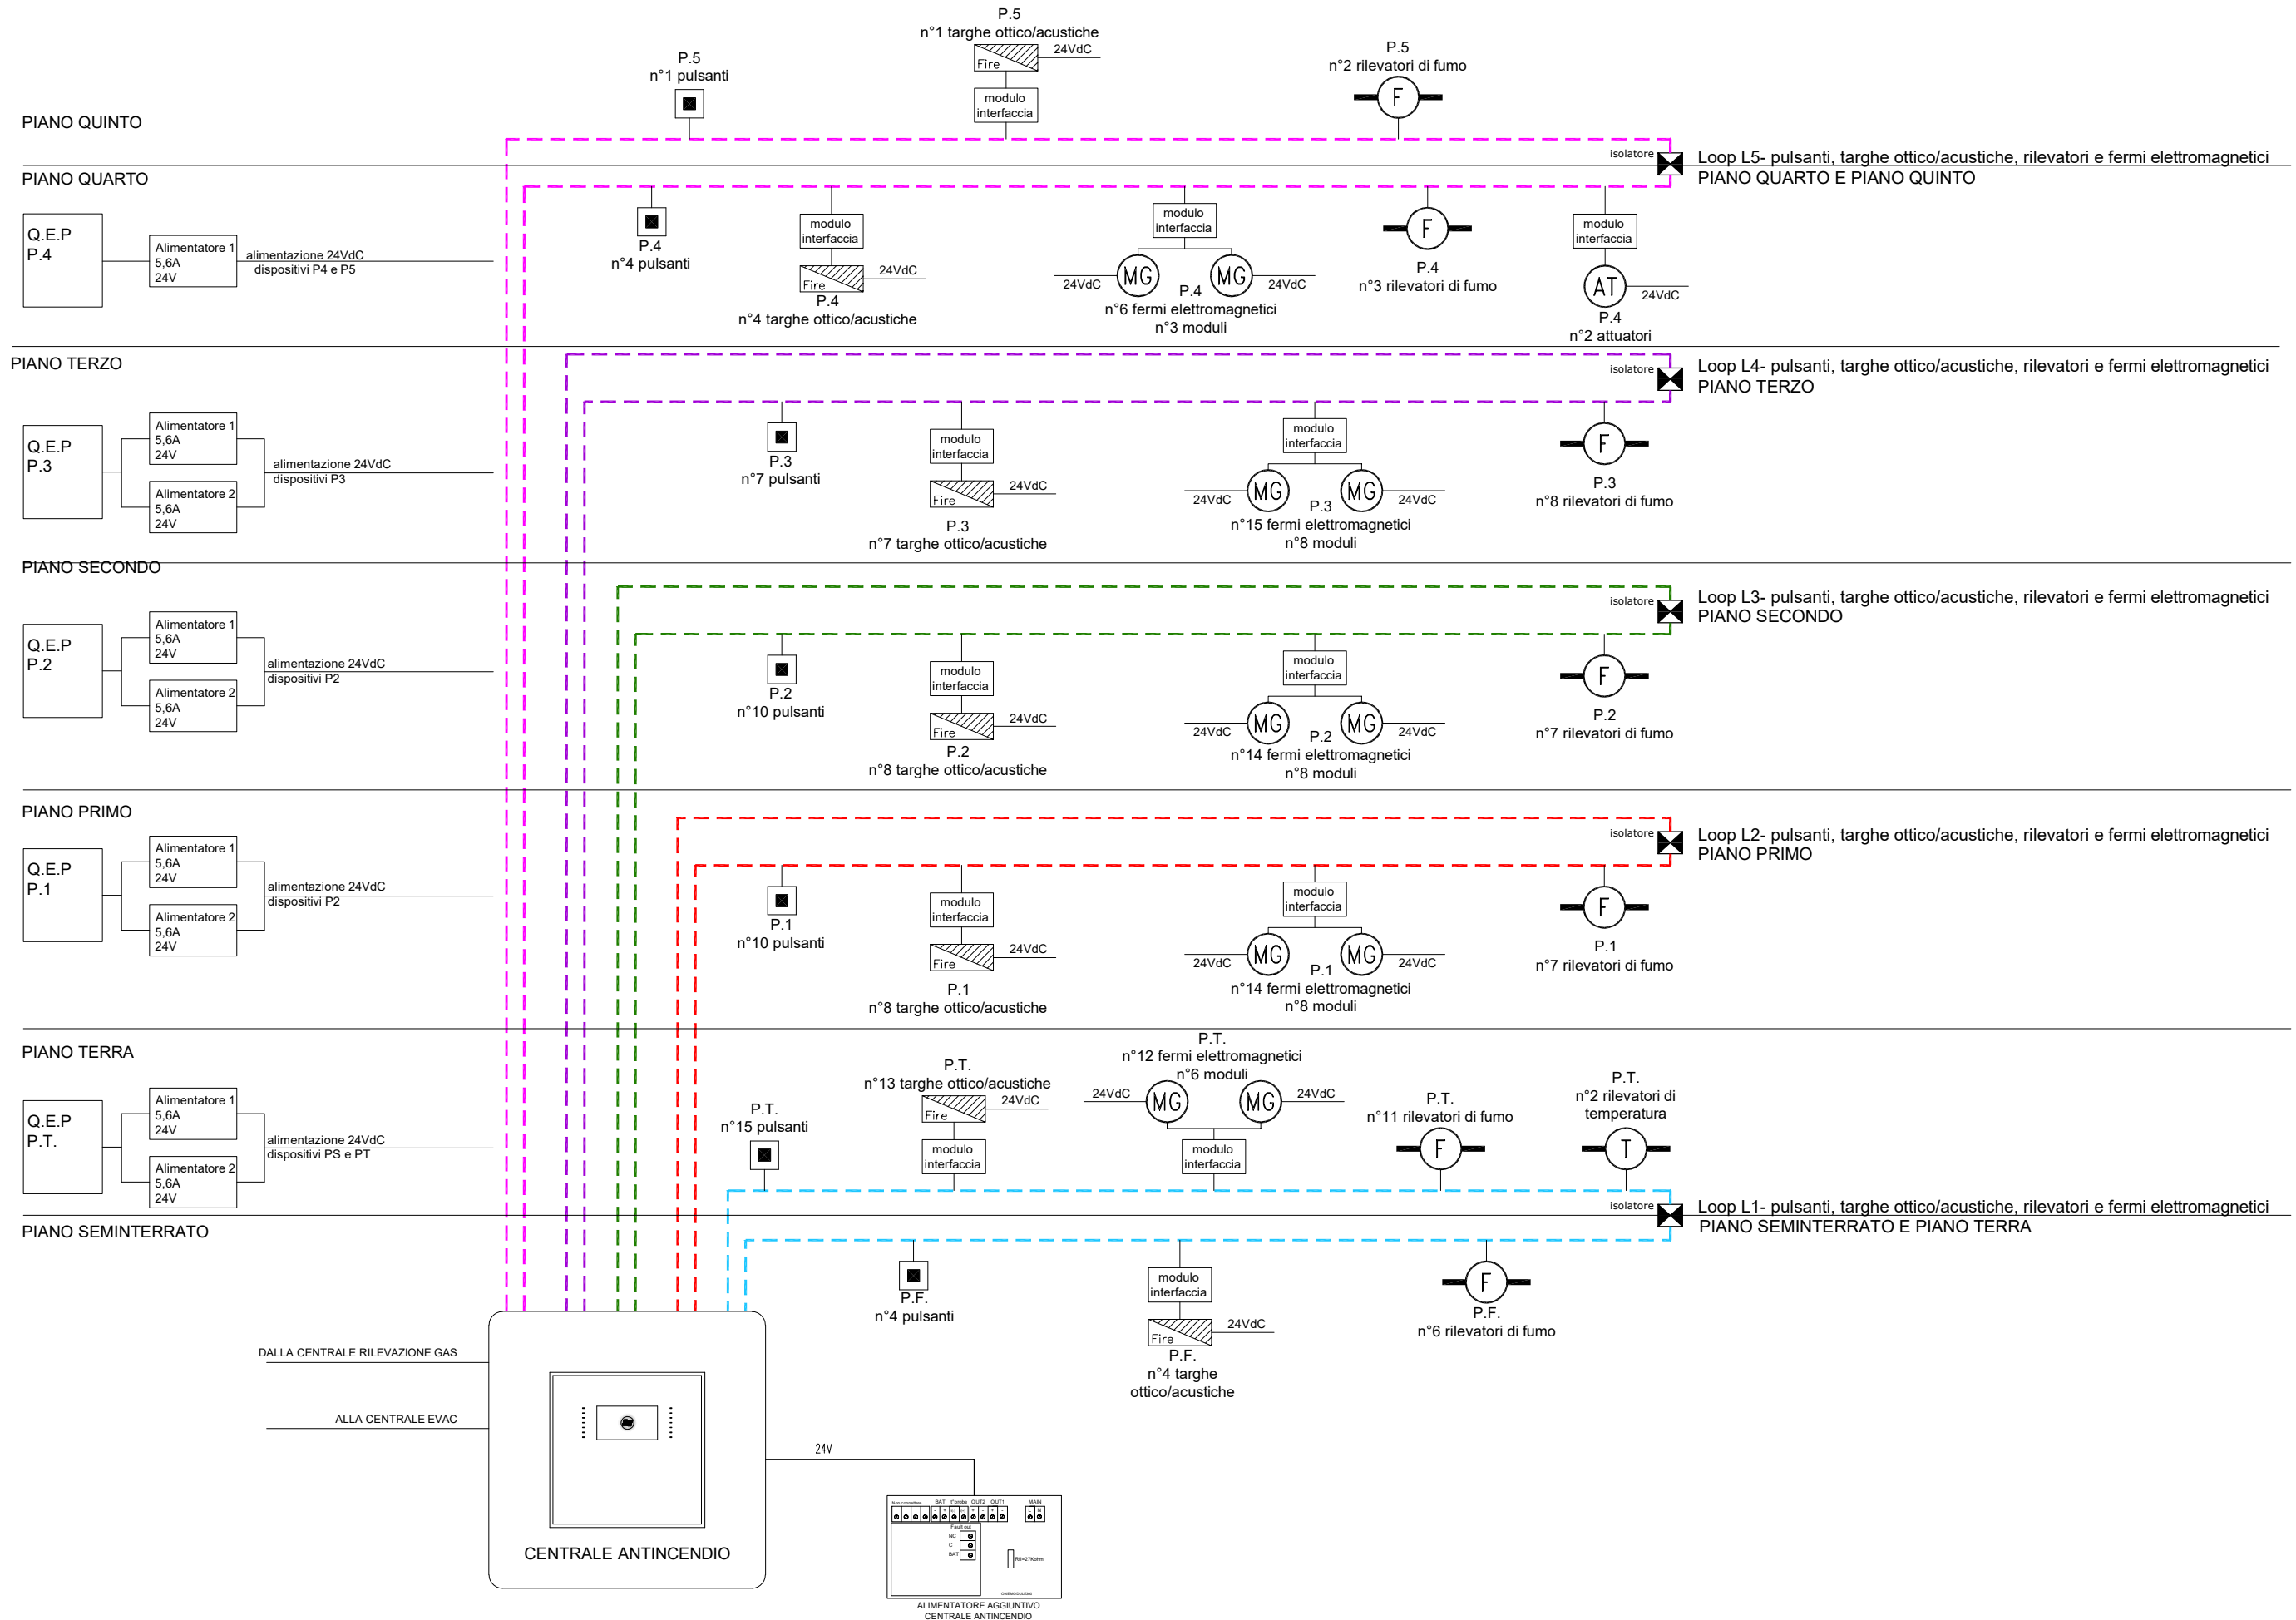 P.5
n°1 targhe ottico/acustiche
Fire
24VdC
modulo
interfaccia
P.5
n°1 pulsanti
P.5
n°2 rilevatori di fumo
F
PIANO QUINTO
isolatore
Loop L5- pulsanti, targhe ottico/acustiche, rilevatori e fermi elettromagnetici
PIANO QUARTO E PIANO QUINTO
PIANO QUARTO
Q.E.P
P.4
Alimentatore 1
5,6A
24V
alimentazione 24VdC
dispositivi P4 e P5
P.4
n°4 pulsanti
modulo
interfaccia
Fire
24VdC
P.4
n°4 targhe ottico/acustiche
modulo
interfaccia
24VdC
MG
MG
24VdC
P.4
n°6 fermi elettromagnetici
n°3 moduli
F
P.4
n°3 rilevatori di fumo
modulo
interfaccia
AT
24VdC
P.4
n°2 attuatori
PIANO TERZO
isolatore
Loop L4- pulsanti, targhe ottico/acustiche, rilevatori e fermi elettromagnetici
PIANO TERZO
Q.E.P
P.3
Alimentatore 1
5,6A
24V
Alimentatore 2
5,6A
24V
alimentazione 24VdC
dispositivi P3
P.3
n°7 pulsanti
modulo
interfaccia
Fire
24VdC
P.3
n°7 targhe ottico/acustiche
modulo
interfaccia
24VdC
MG
MG
24VdC
P.3
n°15 fermi elettromagnetici
n°8 moduli
F
P.3
n°8 rilevatori di fumo
PIANO SECONDO
isolatore
Loop L3- pulsanti, targhe ottico/acustiche, rilevatori e fermi elettromagnetici
PIANO SECONDO
Q.E.P
P.2
Alimentatore 1
5,6A
24V
Alimentatore 2
5,6A
24V
alimentazione 24VdC
dispositivi P2
P.2
n°10 pulsanti
modulo
interfaccia
Fire
24VdC
P.2
n°8 targhe ottico/acustiche
modulo
interfaccia
24VdC
MG
MG
24VdC
P.2
n°14 fermi elettromagnetici
n°8 moduli
F
P.2
n°7 rilevatori di fumo
PIANO PRIMO
isolatore
Loop L2- pulsanti, targhe ottico/acustiche, rilevatori e fermi elettromagnetici
PIANO PRIMO
Q.E.P
P.1
Alimentatore 1
5,6A
24V
Alimentatore 2
5,6A
24V
alimentazione 24VdC
dispositivi P2
P.1
n°10 pulsanti
modulo
interfaccia
Fire
24VdC
P.1
n°8 targhe ottico/acustiche
modulo
interfaccia
24VdC
MG
MG
24VdC
P.1
n°14 fermi elettromagnetici
n°8 moduli
F
P.1
n°7 rilevatori di fumo
PIANO TERRA
Q.E.P
P.T.
Alimentatore 1
5,6A
24V
Alimentatore 2
5,6A
24V
alimentazione 24VdC
dispositivi PS e PT
P.T.
n°15 pulsanti
P.T.
n°13 targhe ottico/acustiche
Fire
24VdC
modulo
interfaccia
P.T.
n°12 fermi elettromagnetici
n°6 moduli
24VdC
MG
MG
24VdC
modulo
interfaccia
P.T.
n°11 rilevatori di fumo
F
P.T.
n°2 rilevatori di
temperatura
T
isolatore
Loop L1- pulsanti, targhe ottico/acustiche, rilevatori e fermi elettromagnetici
PIANO SEMINTERRATO E PIANO TERRA
PIANO SEMINTERRATO
P.F.
n°4 pulsanti
modulo
interfaccia
Fire
24VdC
P.F.
n°4 targhe
ottico/acustiche
F
P.F.
n°6 rilevatori di fumo
DALLA CENTRALE RILEVAZIONE GAS
ALLA CENTRALE EVAC
CENTRALE ANTINCENDIO
24V
Non connettere
BAT
Tprobe
OUT2
OUT1
MAIN
L N
Fault out
NC
C
BAT
Rfl=27Kohm
ALIMENTATORE AGGIUNTIVO
CENTRALE ANTINCENDIO